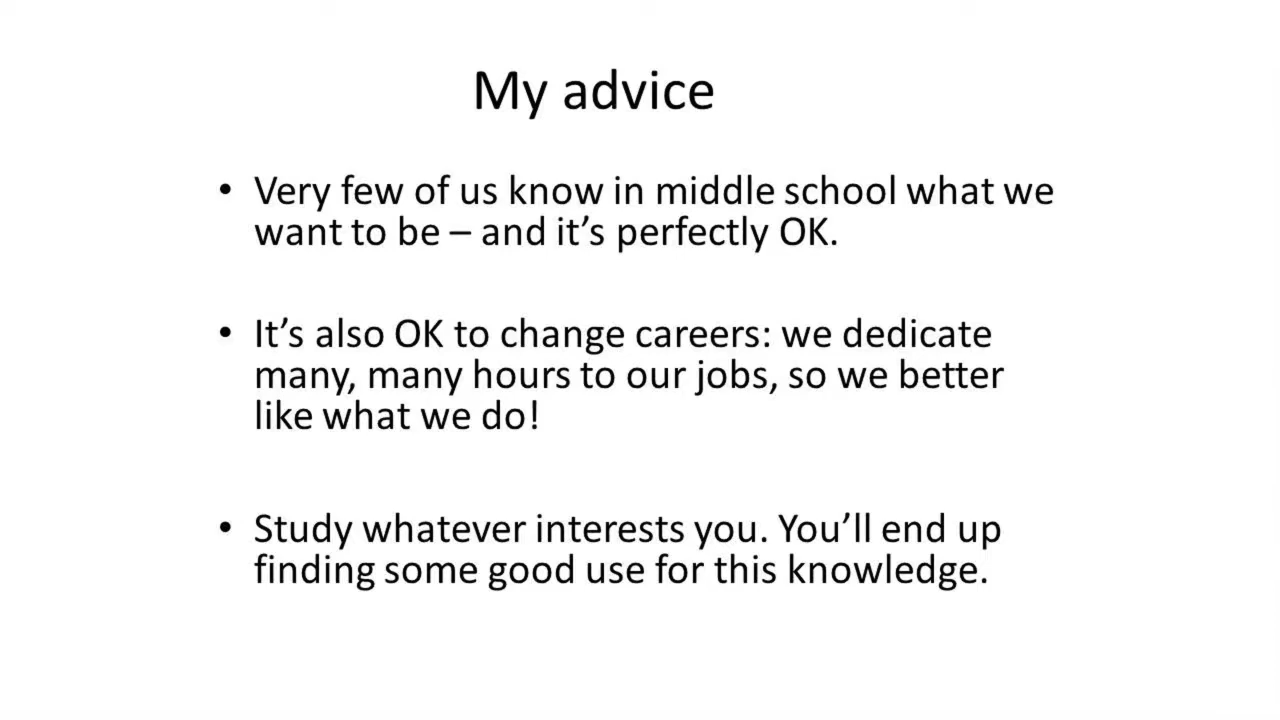 My advice
• Very few of us know in middle school what we
want to be – and it’s perfectly OK.
• It’s also OK to change careers: we dedicate
many, many hours to our jobs, so we better
like what we do!
• Study whatever interests you. You’ll end up
finding some good use for this knowledge.